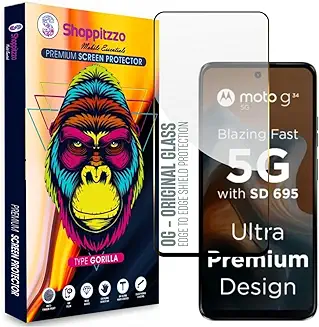 Shoppitzzo
Mobile Essentials
PREMIUM SCREEN PROTECTOR
TYPE GORILLA
PREMIUM SCREEN PROTECTOR
OG - ORIGINAL GLASS
EDGE TO EDGE SHIELD PROTECTION
moto g34
5G
Blazing Fast
5G
with SD 695
Ultra
Premium
Design